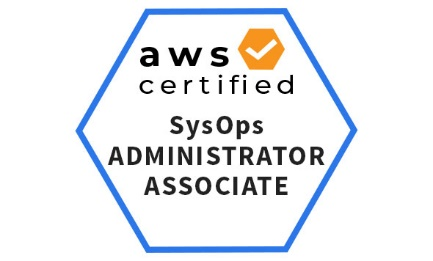 aws
certified
SysOps
ADMINISTRATOR
ASSOCIATE